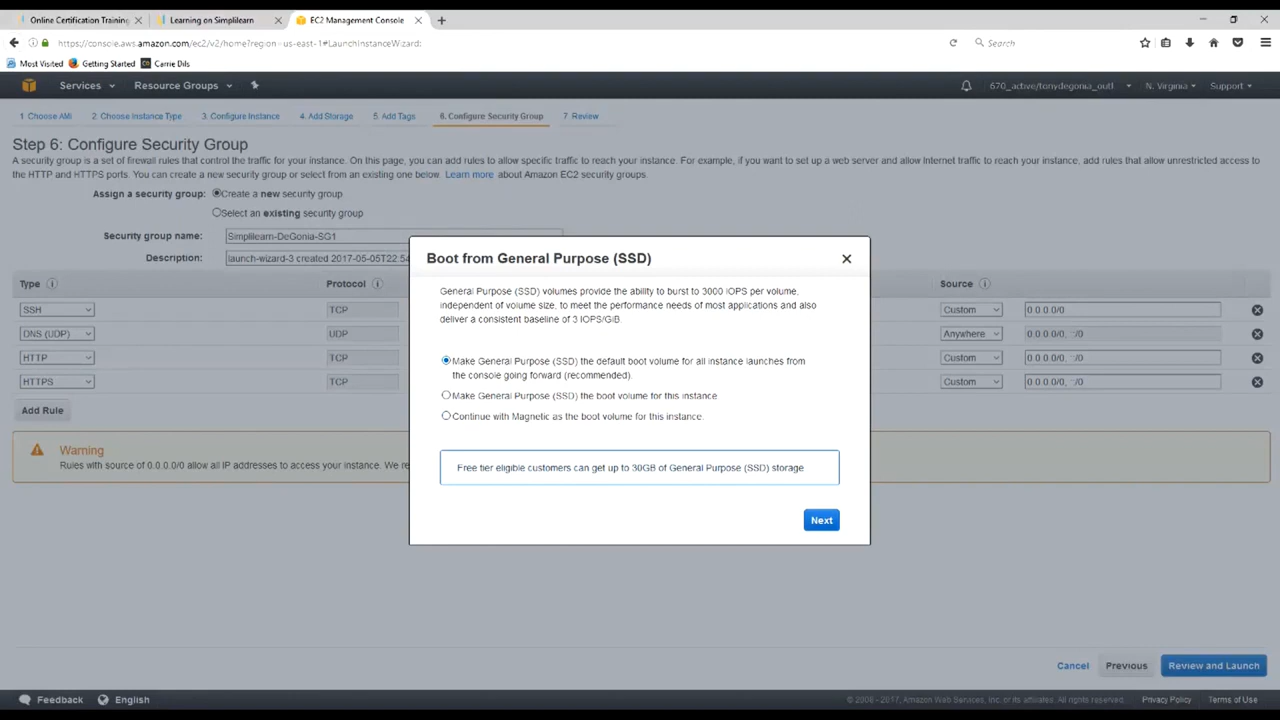 Online Certification Training
Learning on Simplilearn
EC2 Management Console
https://console.aws.amazon.com/ec2/v2/home?region=us-east-1#LaunchInstanceWizard:
Search
Most Visited
Getting Started
Carrie Dils
Services
Resource Groups
N. Virginia
Support
1 Choose AMI
2. Choose Instance Type
3. Configure Instance
4. Add Storage
5. Add Tags
6. Configure Security Group
7 Review
Step 6: Configure Security Group
A security group is a set of firewall rules that control the traffic for your instance. On this page, you can add rules to allow specific traffic to reach your instance. For example, if you want to set up a web server and allow Internet traffic to reach your instance, add rules that allow unrestricted access to
the HTTP and HTTPS ports. You can create a new security group or select from an existing one below. Learn more about Amazon EC2 security groups.
Assign a security group:
Create a new security group
Select an existing security group
Security group name:
Simplilearn-DeGonia-SG1
Description:
launch-wizard-3 created 2017-05-05T22 54
Type
Protocol
Source
SSH
TCP
Custom
0.0.0.0/0
DNS (UDP)
UDP
Anywhere
0.0.0.0/0, ::/0
HTTP
TCP
Custom
0.0.0.0/0, ::/0
HTTPS
TCP
Custom
0.0.0.0/0, ::/0
Add Rule
Warning
Rules with source of 0.0.0.0/0 allow all IP addresses to access your instance. We re
Boot from General Purpose (SSD)
General Purpose (SSD) volumes provide the ability to burst to 3000 IOPS per volume,
independent of volume size, to meet the performance needs of most applications and also
deliver a consistent baseline of 3 IOPS/GiB.
Make General Purpose (SSD) the default boot volume for all instance launches from
the console going forward (recommended).
Make General Purpose (SSD) the boot volume for this instance
Continue with Magnetic as the boot volume for this instance.
Free tier eligible customers can get up to 30GB of General Purpose (SSD) storage
Next
Cancel
Previous
Review and Launch
Feedback
English
© 2008 - 2017, Amazon Web Services, Inc. or its affiliates. All rights reserved.
Privacy Policy
Terms of Use